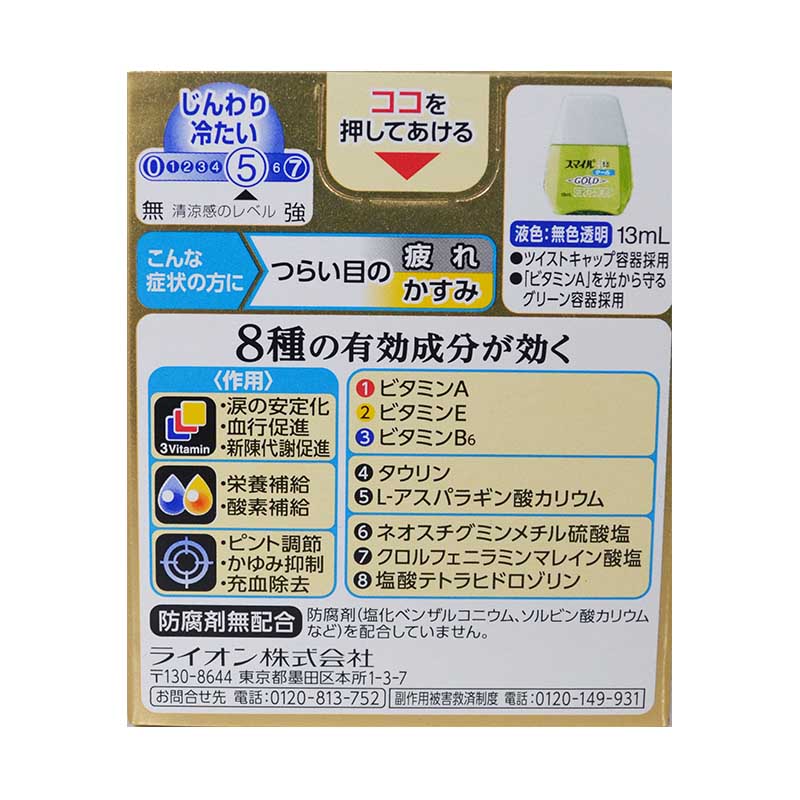 じんわり
冷たい
0 1 2 3 4 5 6 7
無 清涼感のレベル 強
ココを
押してあける
スマイル
クール
GOLD
液色:無色透明 13mL
●ツイストキャップ容器採用
●「ビタミンA」を光から守る
グリーン容器採用
こんな
症状の方に
つらい目の 疲れ
かすみ
8種の有効成分が効く
〈作用〉
3Vitamin
・涙の安定化
・血行促進
・新陳代謝促進
1 ビタミンA
2 ビタミンE
3 ビタミンB6
・栄養補給
・酸素補給
4 タウリン
5 L-アスパラギン酸カリウム
・ピント調節
・かゆみ抑制
・充血除去
6 ネオスチグミンメチル硫酸塩
7 クロルフェニラミンマレイン酸塩
8 塩酸テトラヒドロゾリン
防腐剤無配合
防腐剤(塩化ベンザルコニウム、ソルビン酸カリウム
など)を配合していません。
ライオン株式会社
〒130-8644 東京都墨田区本所1-3-7
お問合せ先 電話:0120-813-752
副作用被害救済制度 電話:0120-149-931